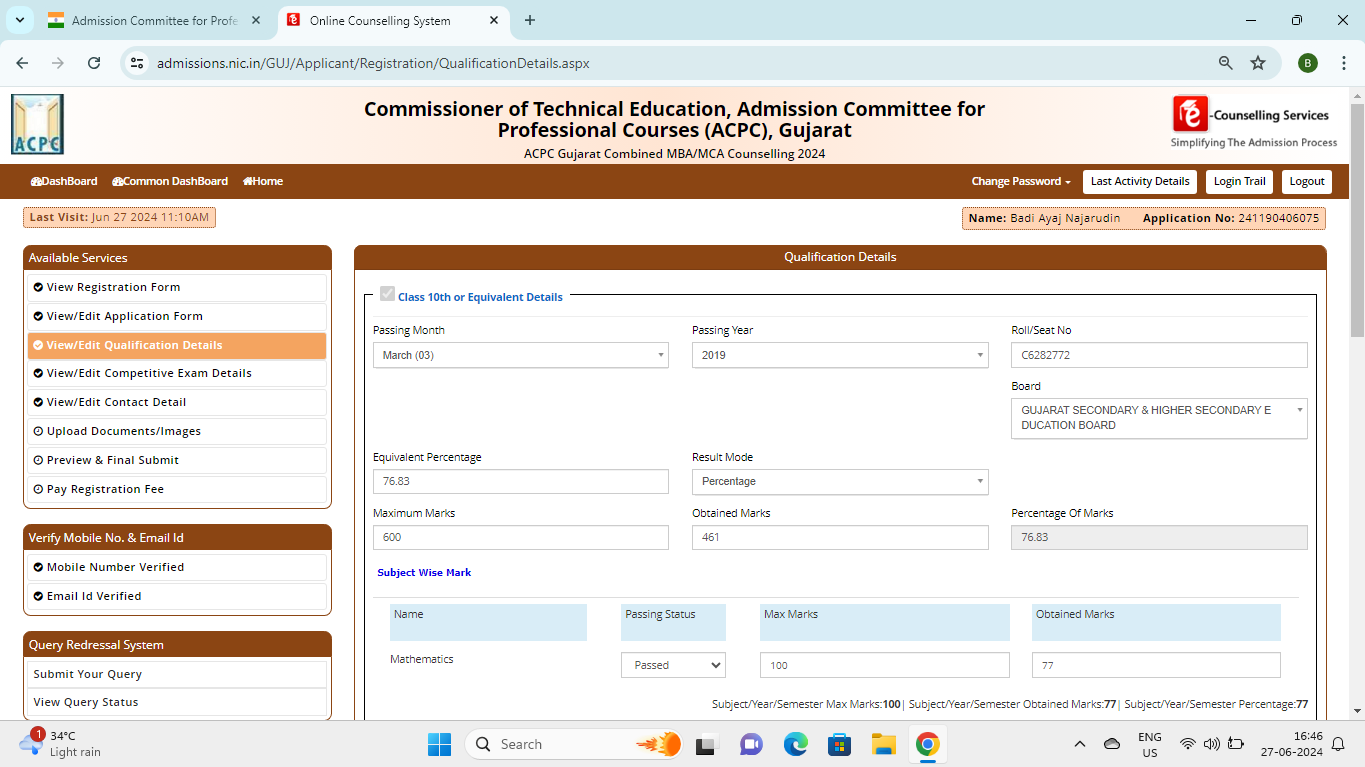 Admission Committee for Profe
Online Counselling System
admissions.nic.in/GUJ/Applicant/Registration/QualificationDetails.aspx
B
ACPC
Commissioner of Technical Education, Admission Committee for
Professional Courses (ACPC), Gujarat
ACPC Gujarat Combined MBA/MCA Counselling 2024
e-Counselling Services
Simplifying The Admission Process
DashBoard Common DashBoard Home Change Password Last Activity Details Login Trail Logout
Last Visit: Jun 27 2024 11:10AM
Name: Badi Ayaj Najarudin Application No: 241190406075
Available Services
View Registration Form
View/Edit Application Form
View/Edit Qualification Details
View/Edit Competitive Exam Details
View/Edit Contact Detail
Upload Documents/Images
Preview & Final Submit
Pay Registration Fee
Verify Mobile No. & Email Id
Mobile Number Verified
Email Id Verified
Query Redressal System
Submit Your Query
View Query Status
Qualification Details
Class 10th or Equivalent Details
Passing Month Passing Year Roll/Seat No
March (03) 2019 C6282772
Board
GUJARAT SECONDARY & HIGHER SECONDARY E
DUCATION BOARD
Equivalent Percentage Result Mode
76.83 Percentage
Maximum Marks Obtained Marks Percentage Of Marks
600 461 76.83
Subject Wise Mark
Name Passing Status Max Marks Obtained Marks
Mathematics Passed 100 77
Subject/Year/Semester Max Marks:100| Subject/Year/Semester Obtained Marks:77| Subject/Year/Semester Percentage:77
1
34°C
Light rain
Search
ENG
US
16:46
27-06-2024